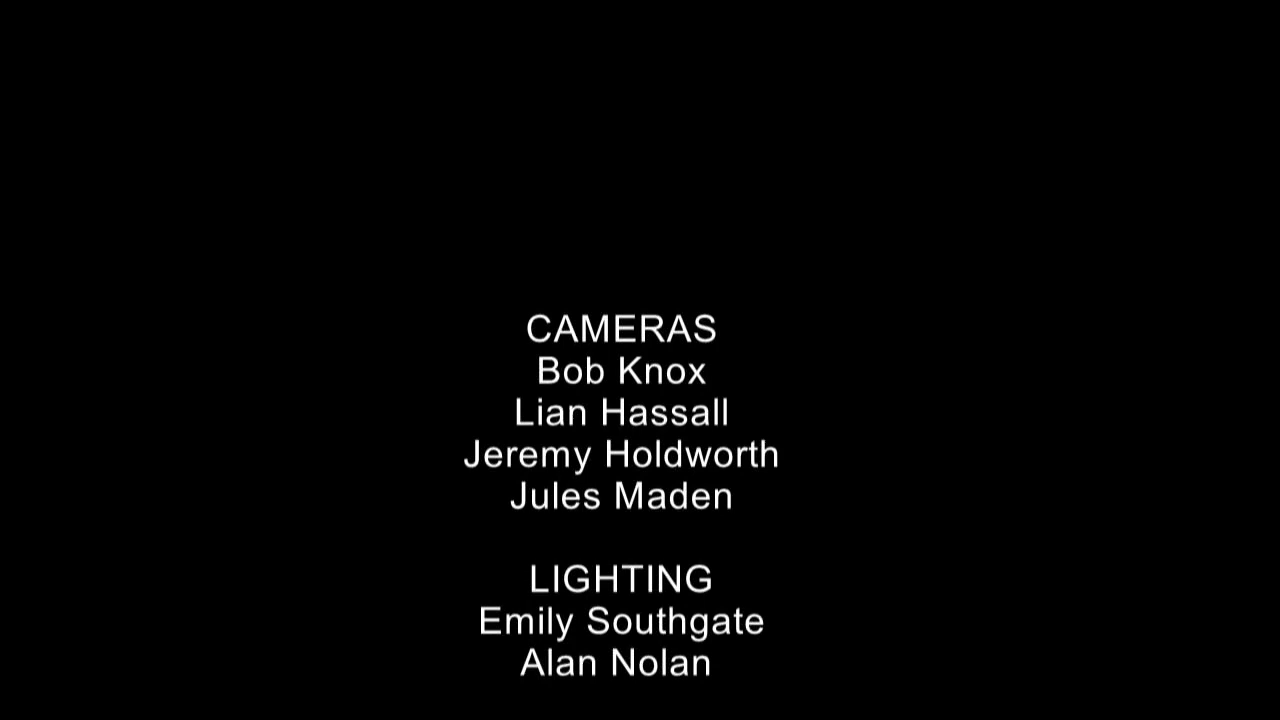 CAMERAS
Bob Knox
Lian Hassall
Jeremy Holdworth
Jules Maden
LIGHTING
Emily Southgate
Alan Nolan